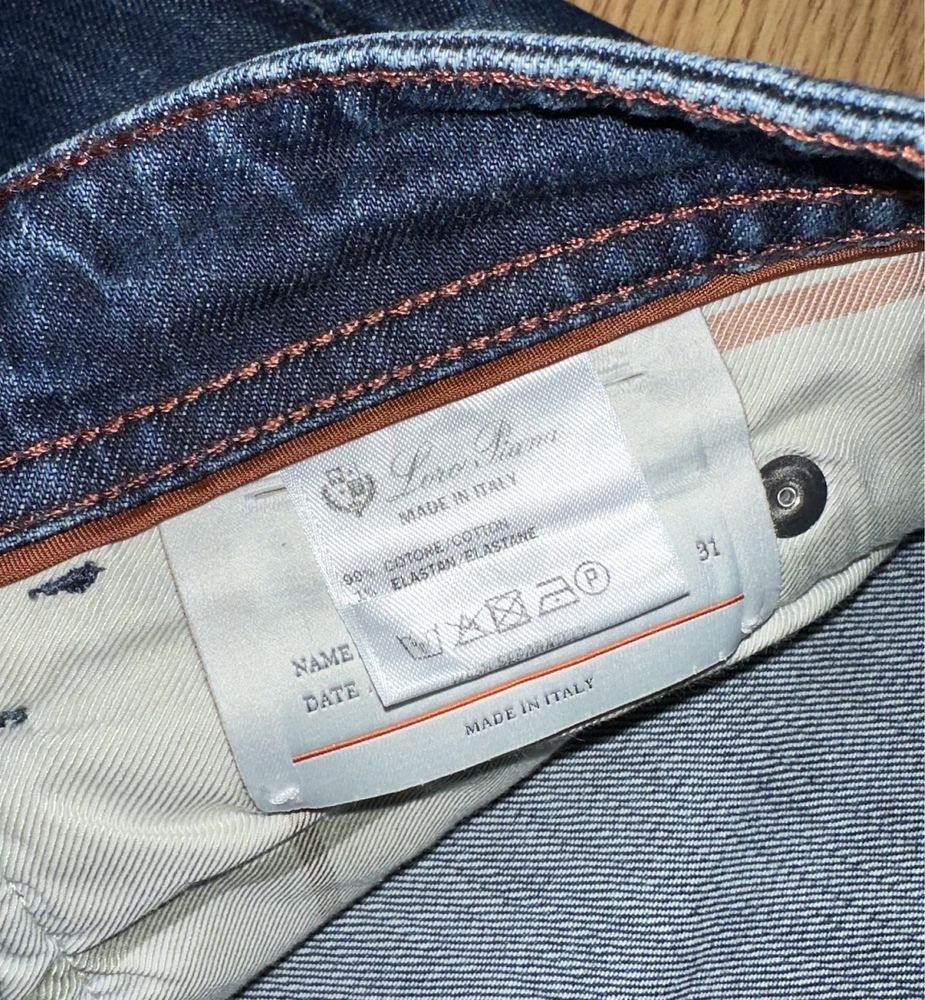 Loro Piana
MADE IN ITALY
COTONE/COTTON
ELASTAN/ELASTANE
P
31
NAME
DATE
MADE IN ITALY